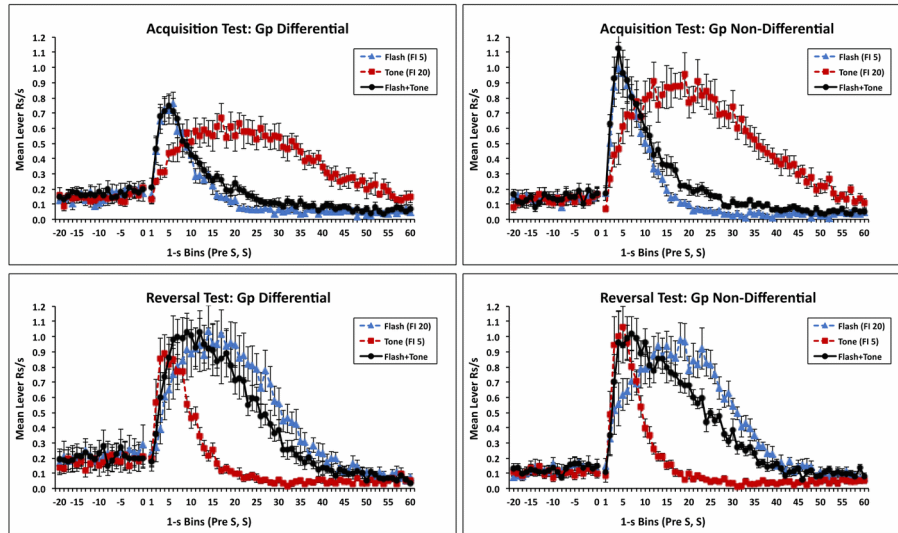 Acquisition Test: Gp Differential
Mean Lever Rs/s
1.2
1.1
1.0
0.9
0.8
0.7
0.6
0.5
0.4
0.3
0.2
0.1
0.0
Flash (FI 5)
Tone (FI 20)
Flash+Tone
-20 -15 -10 -5 0 1 5 10 15 20 25 30 35 40 45 50 55 60
1-s Bins (Pre S, S)
Acquisition Test: Gp Non-Differential
Mean Lever Rs/s
1.2
1.1
1.0
0.9
0.8
0.7
0.6
0.5
0.4
0.3
0.2
0.1
0.0
Flash (FI 5)
Tone (FI 20)
Flash+Tone
-20 -15 -10 -5 0 1 5 10 15 20 25 30 35 40 45 50 55 60
1-s Bins (Pre S, S)
Reversal Test: Gp Differential
Mean Lever Rs/s
1.2
1.1
1.0
0.9
0.8
0.7
0.6
0.5
0.4
0.3
0.2
0.1
0.0
Flash (FI 20)
Tone (FI 5)
Flash+Tone
-20 -15 -10 -5 0 1 5 10 15 20 25 30 35 40 45 50 55 60
1-s Bins (Pre S, S)
Reversal Test: Gp Non-Differential
Mean Lever Rs/s
1.2
1.1
1.0
0.9
0.8
0.7
0.6
0.5
0.4
0.3
0.2
0.1
0.0
Flash (FI 20)
Tone (FI 5)
Flash+Tone
-20 -15 -10 -5 0 1 5 10 15 20 25 30 35 40 45 50 55 60
1-s Bins (Pre S, S)